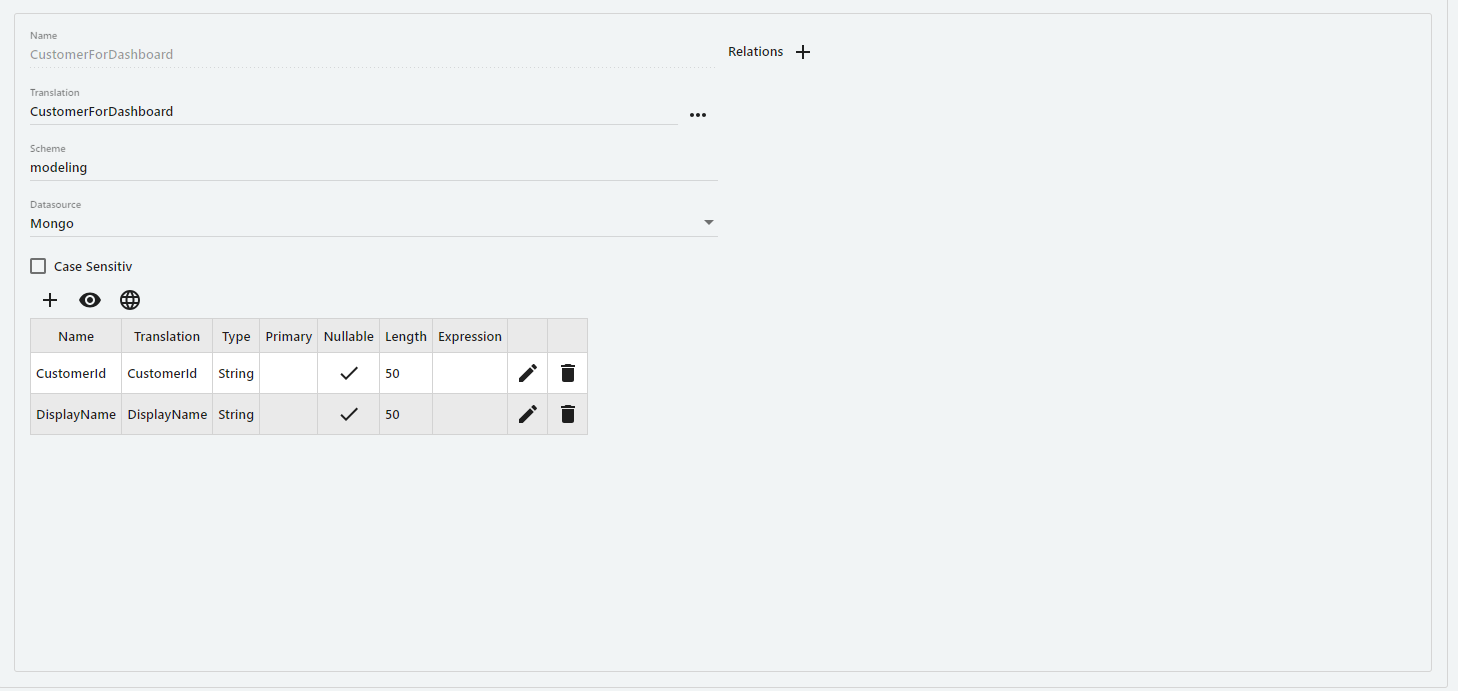 Name
CustomerForDashboard
Relations
Translation
CustomerForDashboard
Scheme
modeling
Datasource
Mongo
Case Sensitiv
Name Translation Type Primary Nullable Length Expression
CustomerId CustomerId String 50
DisplayName DisplayName String 50